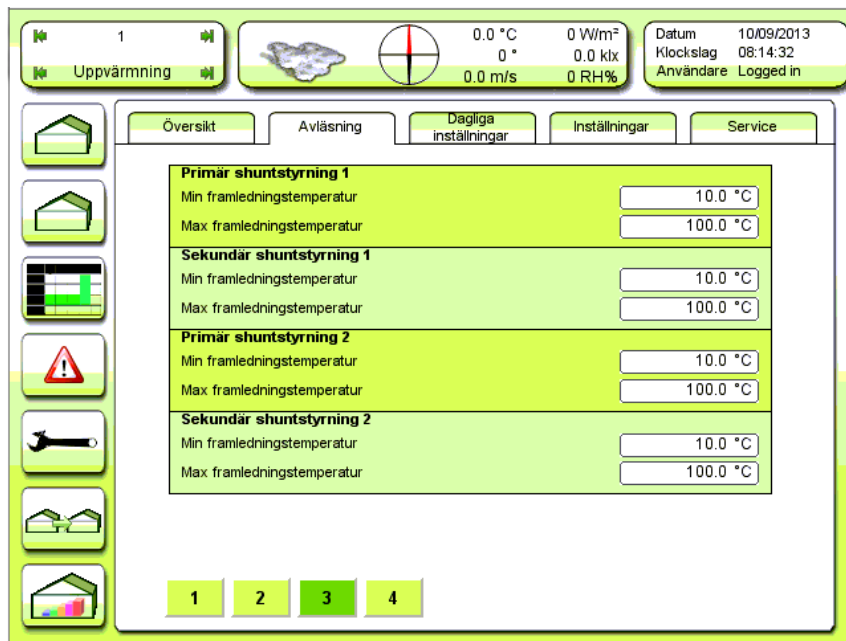 1
Uppvärmning
0.0 °C 0 W/m²
0 ° 0.0 klx
0.0 m/s 0 RH%
Datum 10/09/2013
Klockslag 08:14:32
Användare Logged in
Översikt
Avläsning
Dagliga
inställningar
Inställningar
Service
Primär shuntstyrning 1
Min framledningstemperatur 10.0 °C
Max framledningstemperatur 100.0 °C
Sekundär shuntstyrning 1
Min framledningstemperatur 10.0 °C
Max framledningstemperatur 100.0 °C
Primär shuntstyrning 2
Min framledningstemperatur 10.0 °C
Max framledningstemperatur 100.0 °C
Sekundär shuntstyrning 2
Min framledningstemperatur 10.0 °C
Max framledningstemperatur 100.0 °C
1 2 3 4